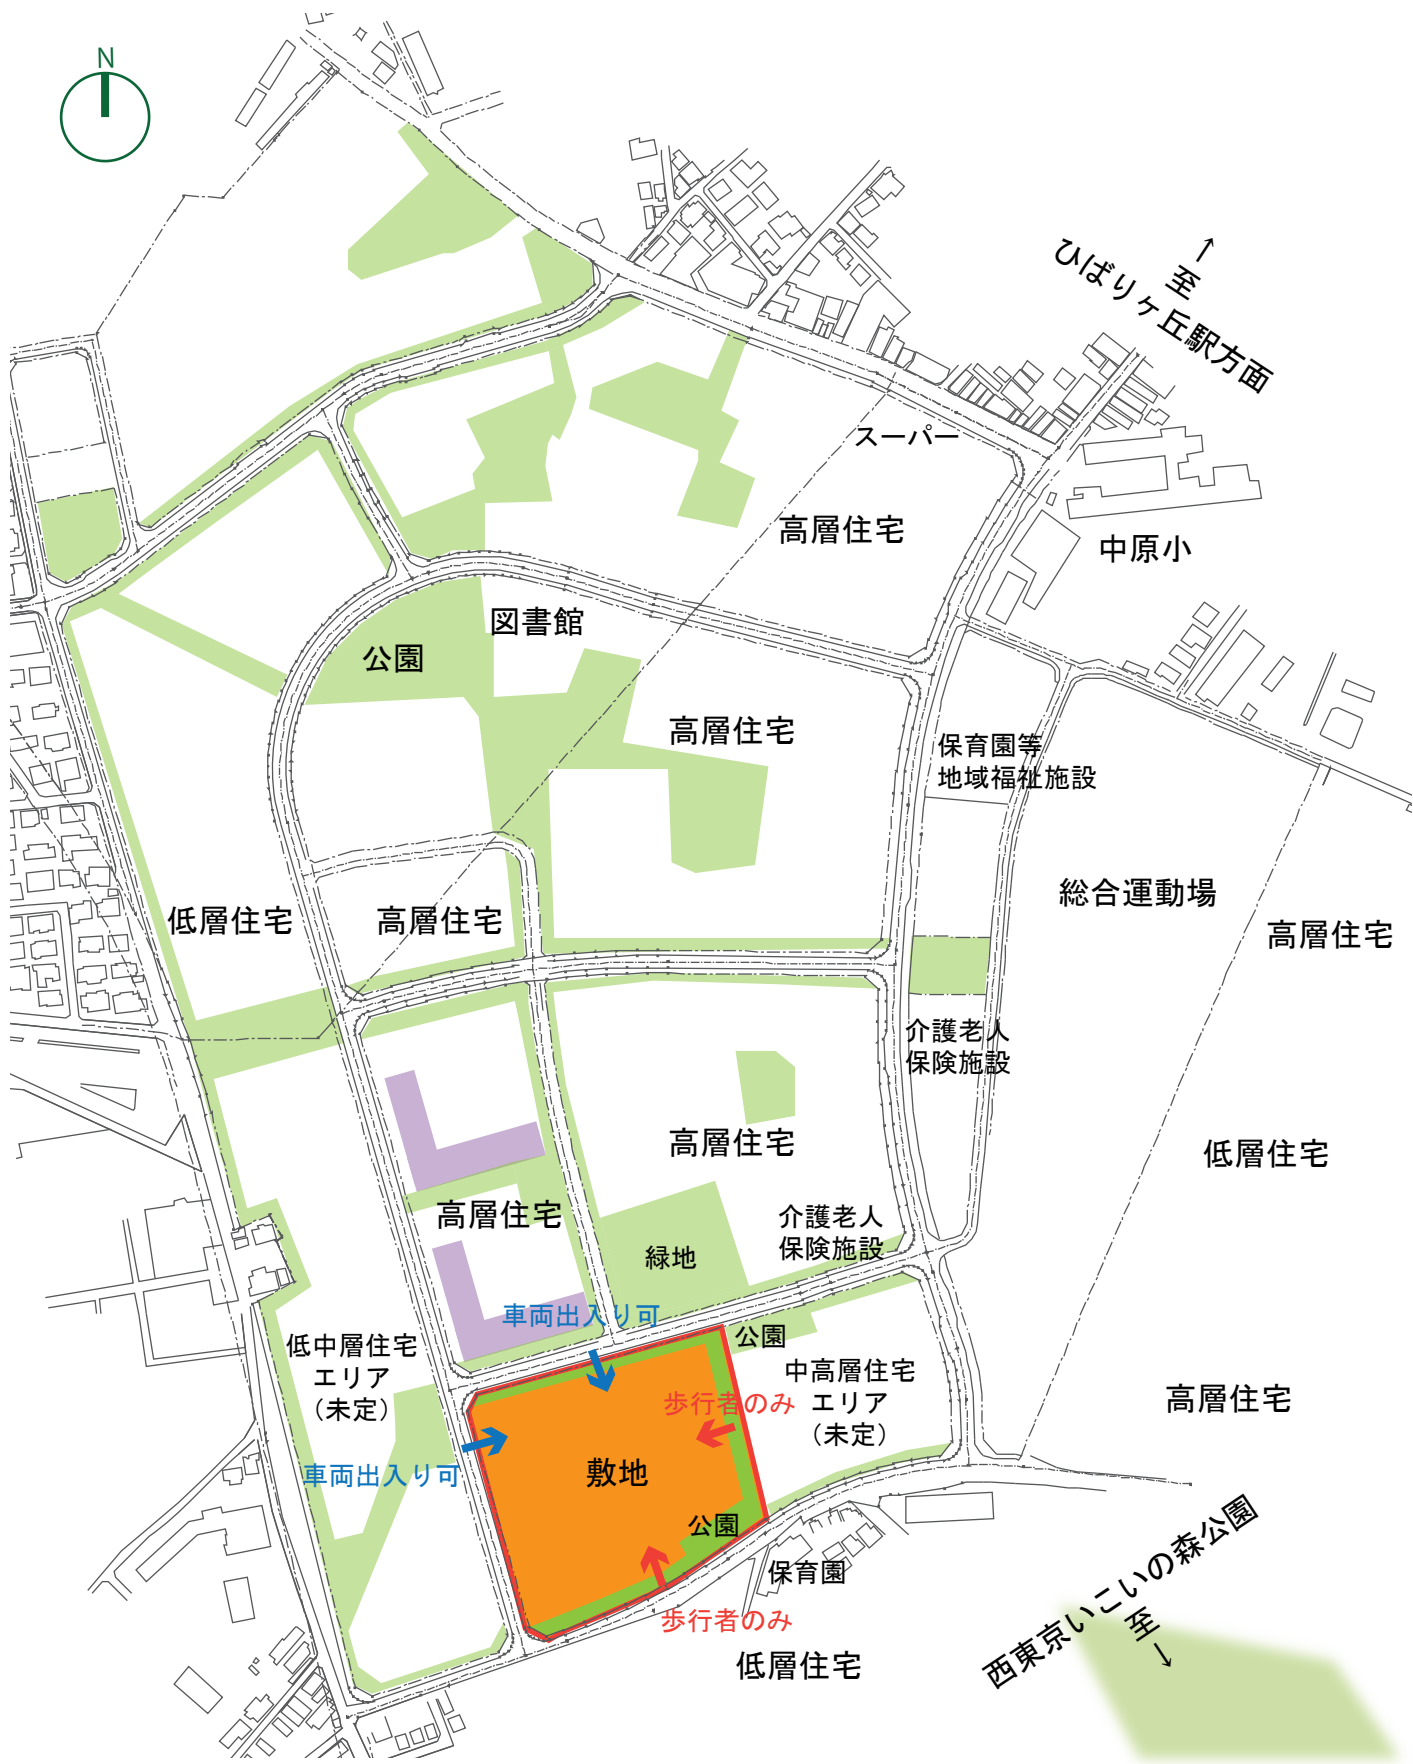 N
ひばりヶ丘駅方面
至
↑
スーパー
高層住宅
中原小
図書館
公園
高層住宅
保育園等
地域福祉施設
総合運動場
低層住宅
高層住宅
高層住宅
介護老人
保険施設
高層住宅
低層住宅
高層住宅
介護老人
保険施設
緑地
車両出入り可
公園
低中層住宅
エリア
（未定）
中高層住宅
エリア
（未定）
高層住宅
歩行者のみ
車両出入り可
敷地
公園
保育園
歩行者のみ
低層住宅
西東京いこいの森公園
至
↓